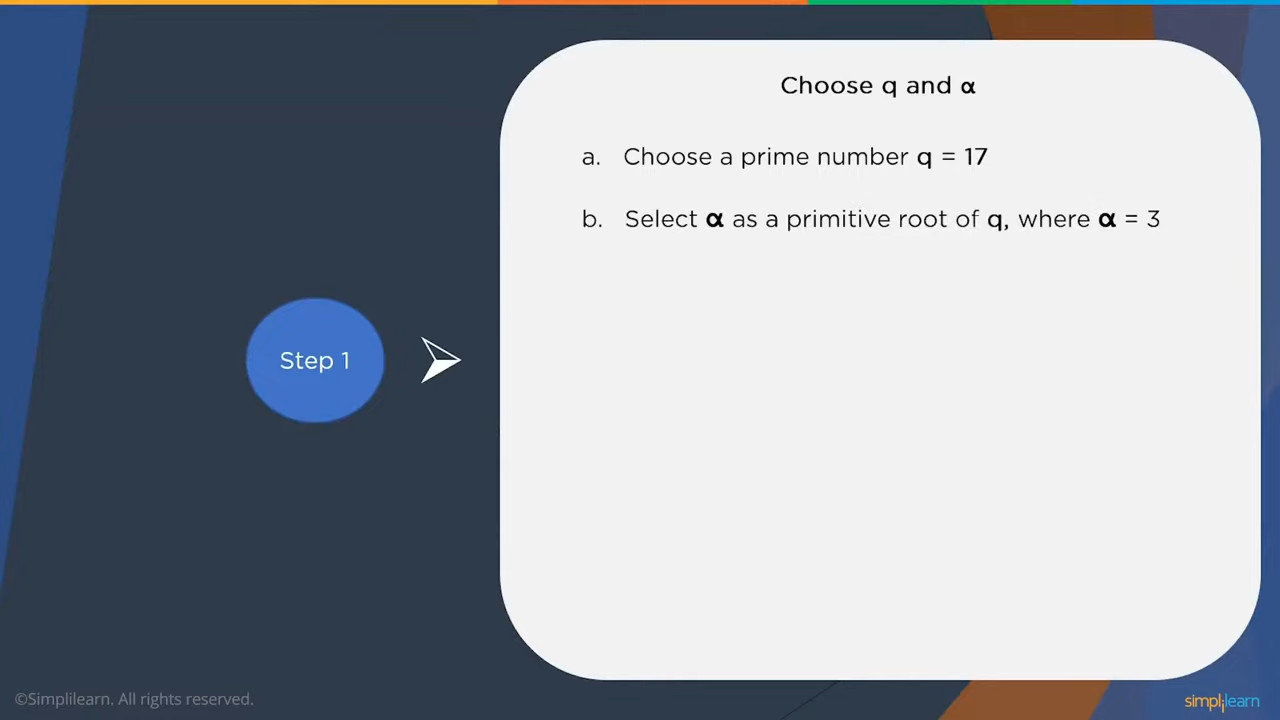 Choose q and α
a. Choose a prime number q = 17
b. Select α as a primitive root of q, where α = 3
Step 1
©Simplilearn. All rights reserved.
simplilearn